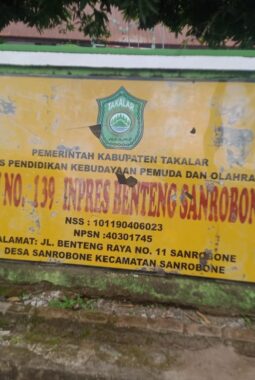 TAKALAR
PEMERINTAH KABUPATEN TAKALAR
S PENDIDIKAN KEBUDAYAAN PEMUDA DAN OLAHRA
NO. 139 INPRES BENTENG SANROBON
NSS : 101190406023
NPSN :40301745
ALAMAT: JL. BENTENG RAYA NO. 11 SANROBONE
DESA SANROBONE KECAMATAN SANROBONE